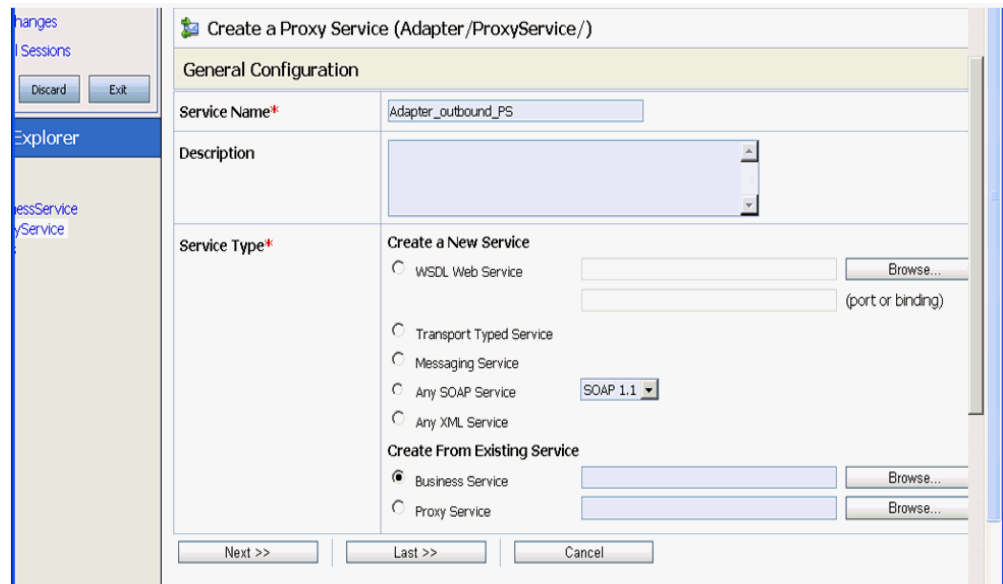 hanges
l Sessions
Discard Exit
Explorer
essService
yService
Create a Proxy Service (Adapter/ProxyService/)
General Configuration
Service Name* Adapter_outbound_PS
Description
Service Type* Create a New Service
WSDL Web Service Browse...
(port or binding)
Transport Typed Service
Messaging Service
Any SOAP Service SOAP 1.1
Any XML Service
Create From Existing Service
Business Service Browse...
Proxy Service Browse...
Next >> Last >> Cancel